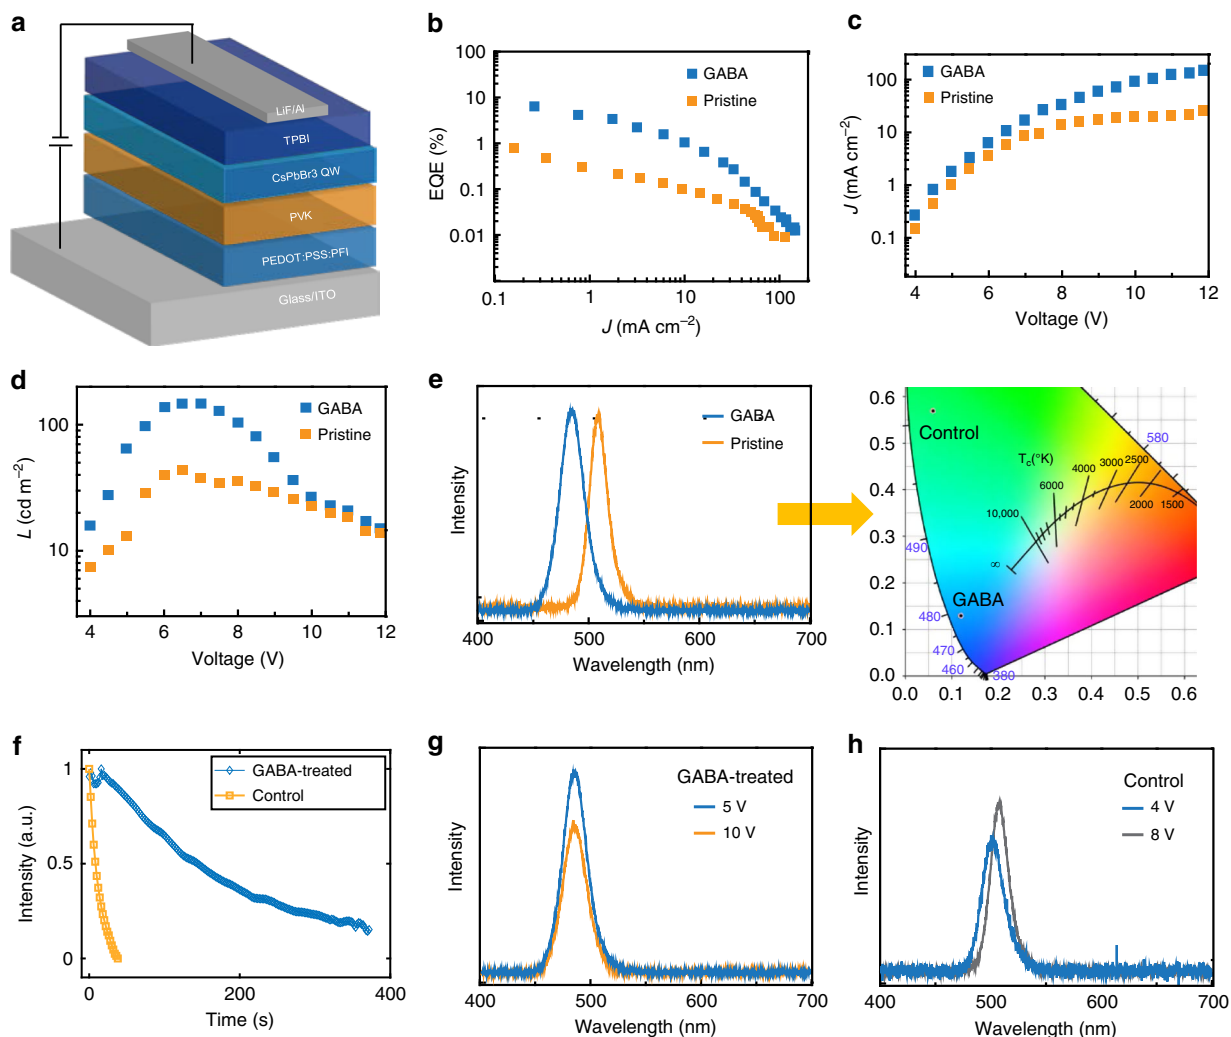 a
LiF/Al
TPBI
CsPbBr3 QW
PVK
PEDOT:PSS:PFI
Glass/ITO
b
100
10
1
0.1
0.01
EQE (%)
GABA
Pristine
0.1
1
10
100
J (mA cm⁻²)
c
100
10
1
0.1
J (mA cm⁻²)
GABA
Pristine
4
6
8
10
12
Voltage (V)
d
100
10
L (cd m⁻²)
GABA
Pristine
4
6
8
10
12
Voltage (V)
e
Intensity
GABA
Pristine
400
500
600
700
Wavelength (nm)
0.6
0.5
0.4
0.3
0.2
0.1
0.0
0.0
0.1
0.2
0.3
0.4
0.5
0.6
Control
GABA
Tc(°K)
∞
10,000
6000
4000
3000
2500
2000
1500
580
490
480
470
460
380
f
1
0.5
0
Intensity (a.u.)
GABA-treated
Control
0
200
400
Time (s)
g
Intensity
GABA-treated
5 V
10 V
400
500
600
700
Wavelength (nm)
h
Intensity
Control
4 V
8 V
400
500
600
700
Wavelength (nm)